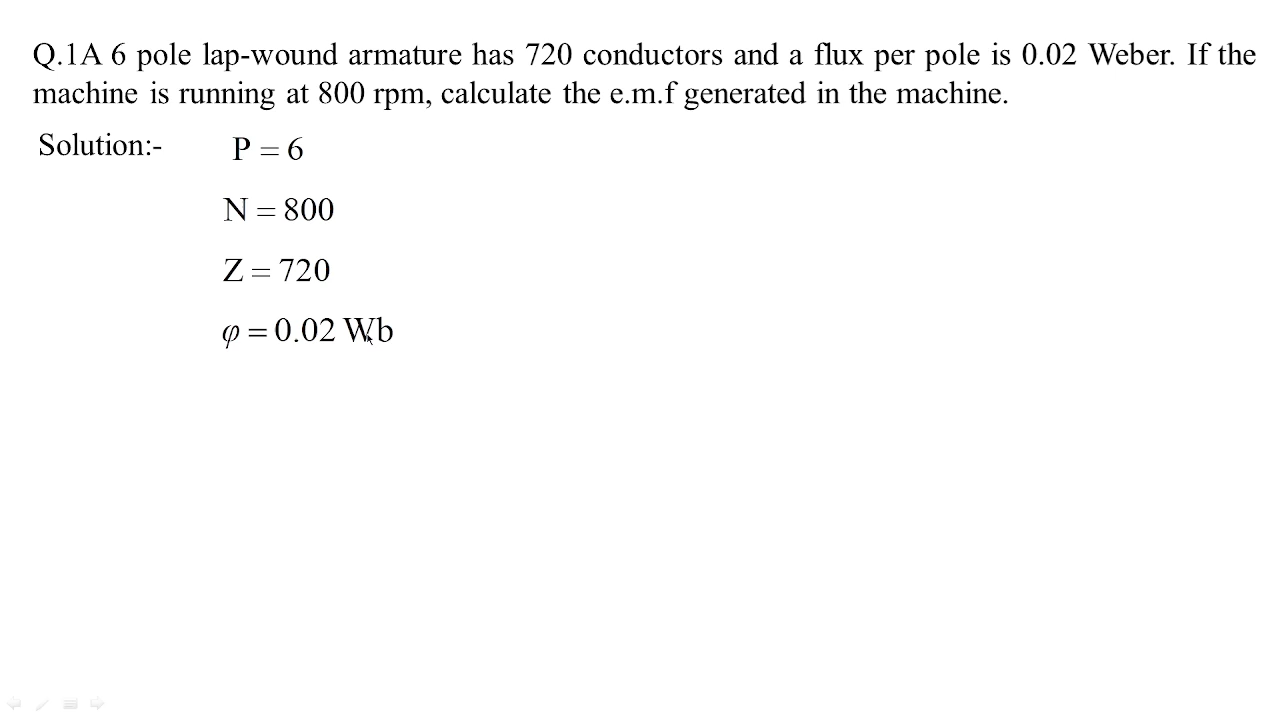 Q.1A 6 pole lap-wound armature has 720 conductors and a flux per pole is 0.02 Weber. If the
machine is running at 800 rpm, calculate the e.m.f generated in the machine.
Solution:- P = 6
N = 800
Z = 720
φ = 0.02 Wb